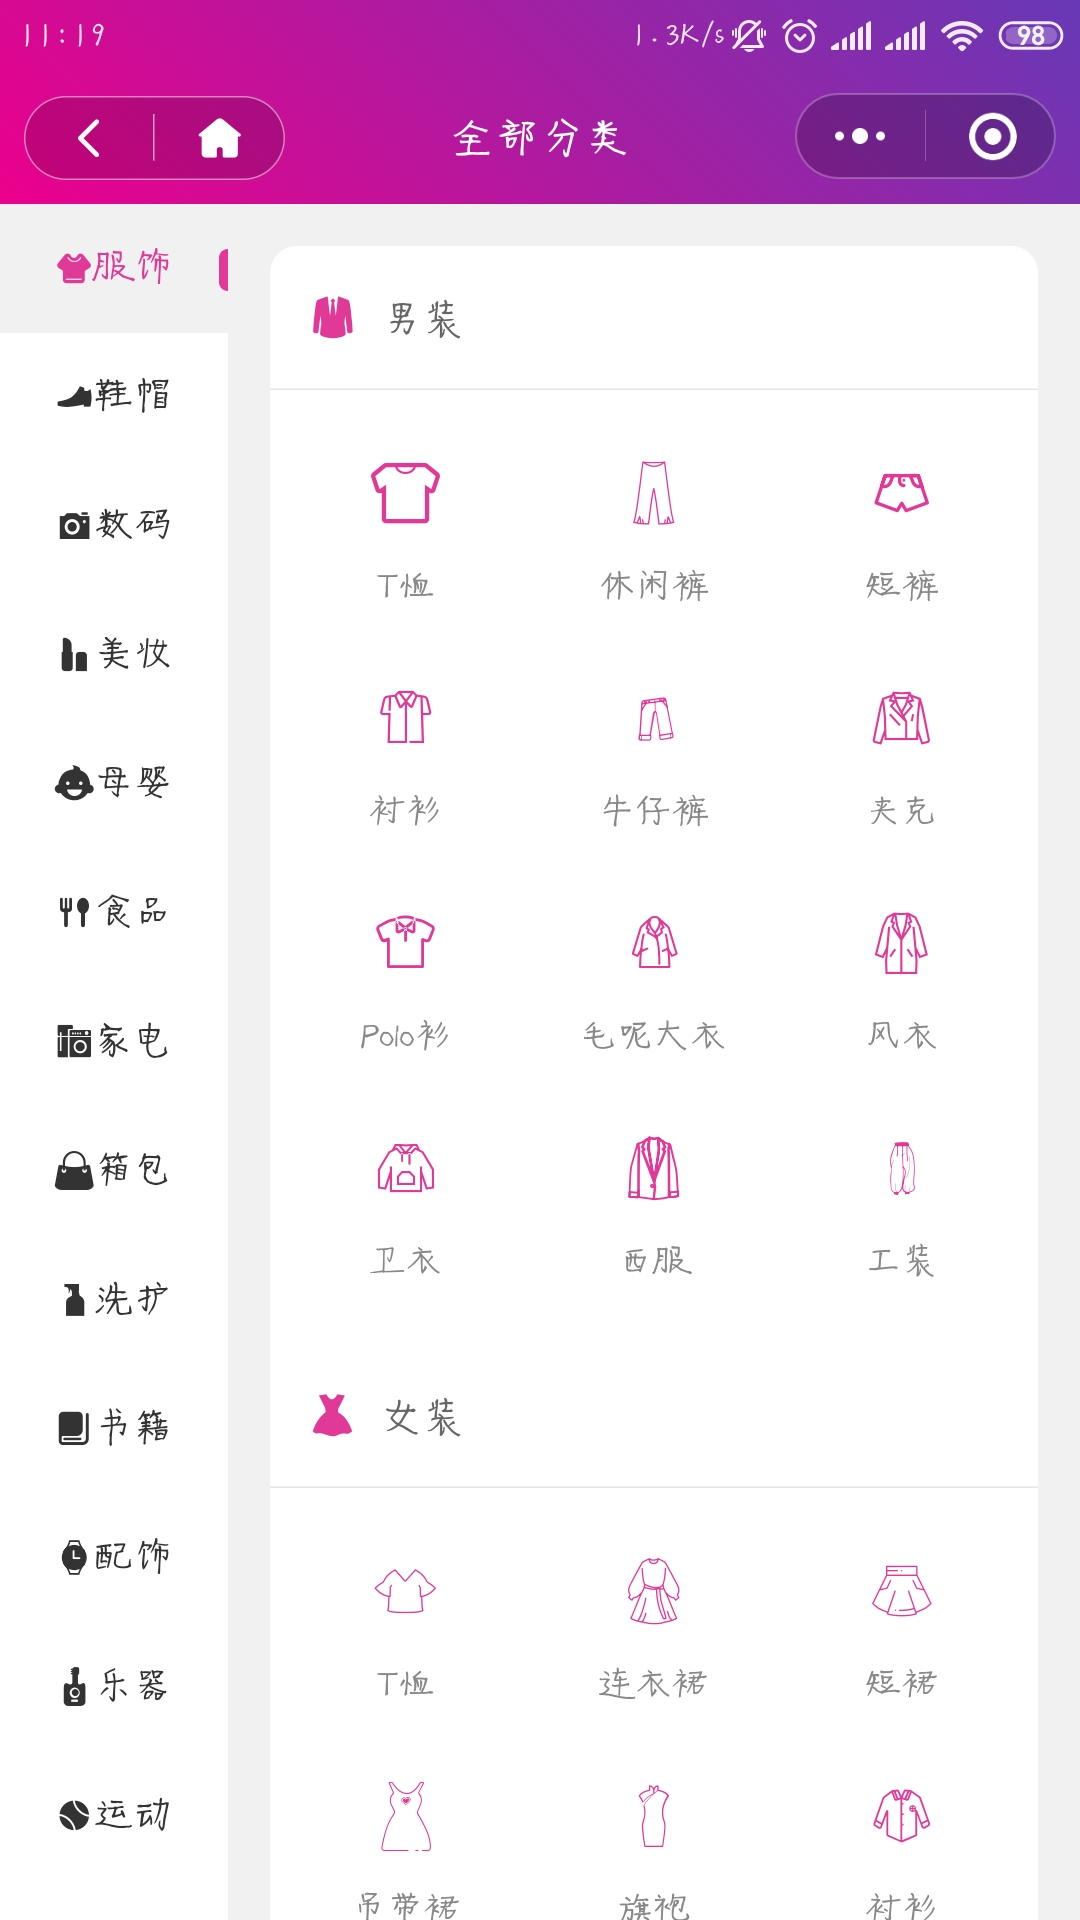 11:19
1.3K/s
98
全部分类
服饰
鞋帽
数码
美妆
母婴
食品
家电
箱包
洗护
书籍
配饰
乐器
运动
男装
T恤 休闲裤 短裤
衬衫 牛仔裤 夹克
Polo衫 毛呢大衣 风衣
卫衣 西服 工装
女装
T恤 连衣裙 短裙
吊带裙 旗袍 衬衫